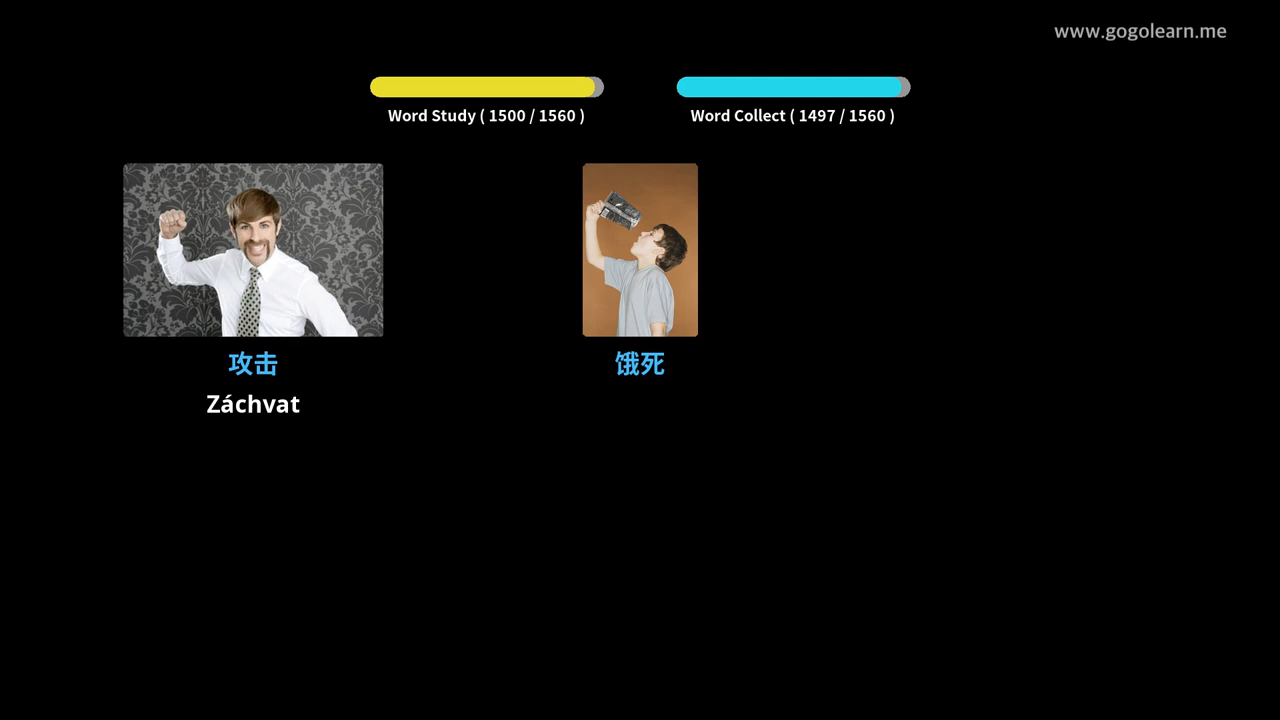 www.gogolearn.me
Word Study ( 1500 / 1560 )
Word Collect ( 1497 / 1560 )
攻击
饿死
Záchvat